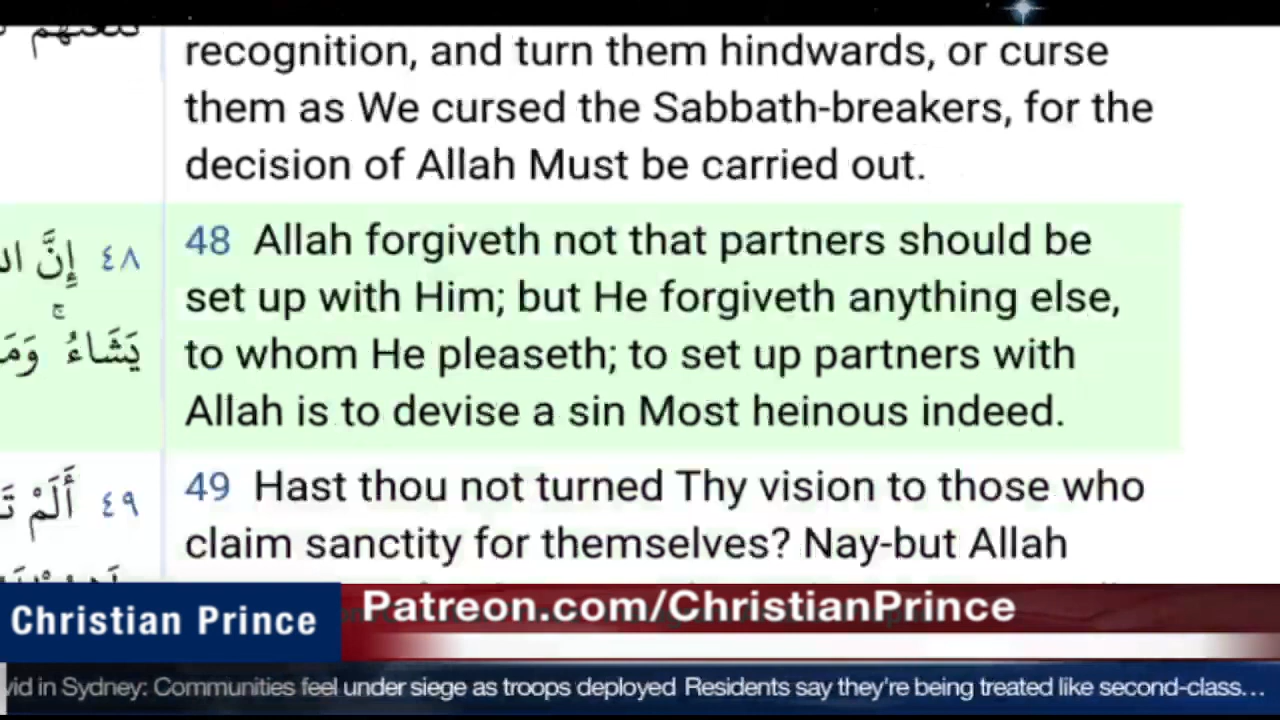 recognition, and turn them hindwards, or curse
them as We cursed the Sabbath-breakers, for the
decision of Allah Must be carried out.
٤٨ إِنَّ
48 Allah forgiveth not that partners should be
set up with Him; but He forgiveth anything else,
يَشَاءُ ۚ
to whom He pleaseth; to set up partners with
Allah is to devise a sin Most heinous indeed.
٤٩ أَلَمْ
49 Hast thou not turned Thy vision to those who
claim sanctity for themselves? Nay-but Allah
Christian Prince
Patreon.com/ChristianPrince
vid in Sydney: Communities feel under siege as troops deployed Residents say they're being treated like second-class...